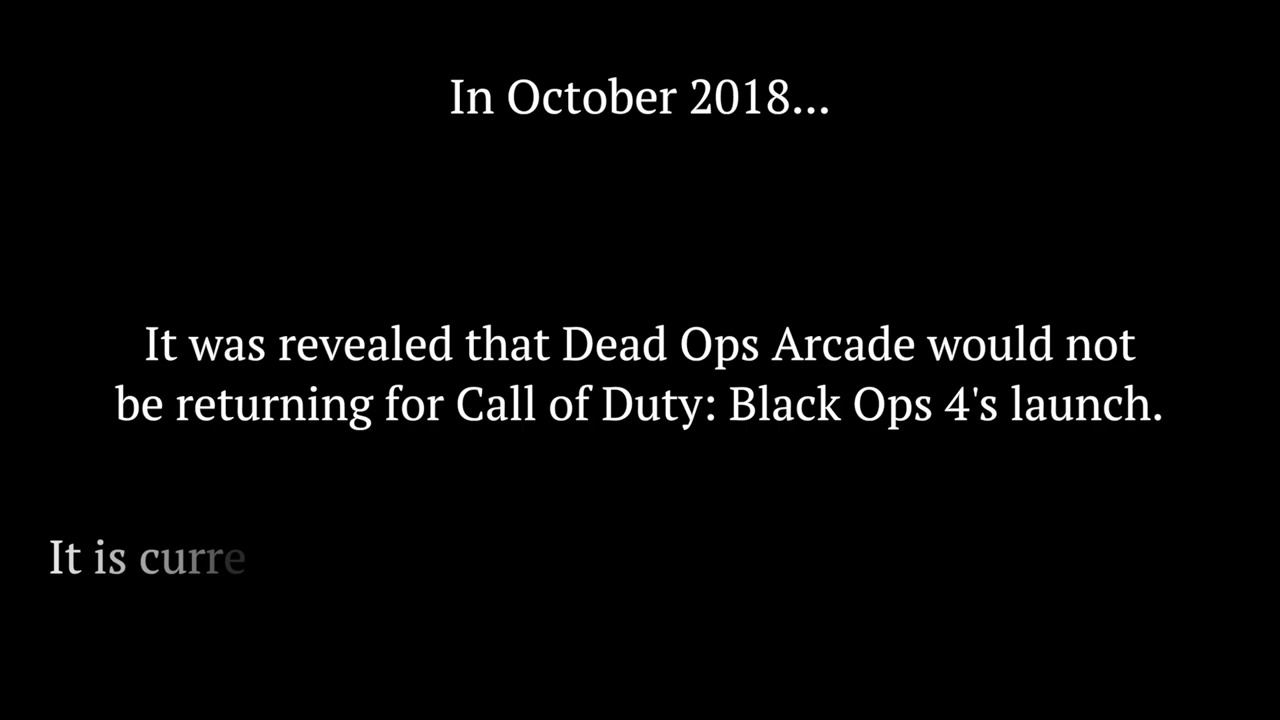 In October 2018...
It was revealed that Dead Ops Arcade would not
be returning for Call of Duty: Black Ops 4's launch.
It is curre